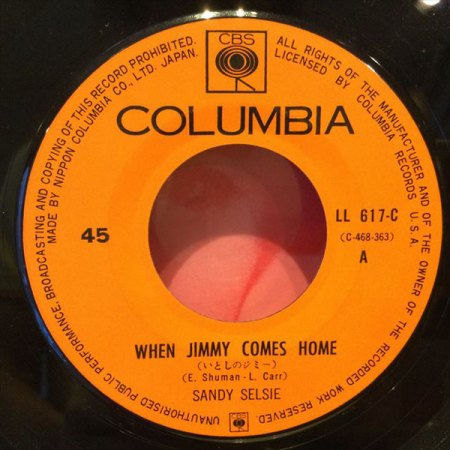 CBS
COLUMBIA
45
LL 617-C
(C-468-363)
A
WHEN JIMMY COMES HOME
(いとしのジミー)
(E. Shuman - L. Carr)
SANDY SELSIE
UNAUTHORISED PUBLIC PERFORMANCE, BROADCASTING AND COPYING OF THIS RECORD PROHIBITED.
MADE BY NIPPON COLUMBIA CO., LTD. JAPAN.
ALL RIGHTS OF THE MANUFACTURER AND OF THE OWNER OF THE RECORDED WORK RESERVED.
LICENSED BY COLUMBIA RECORDS U.S.A.
CBS